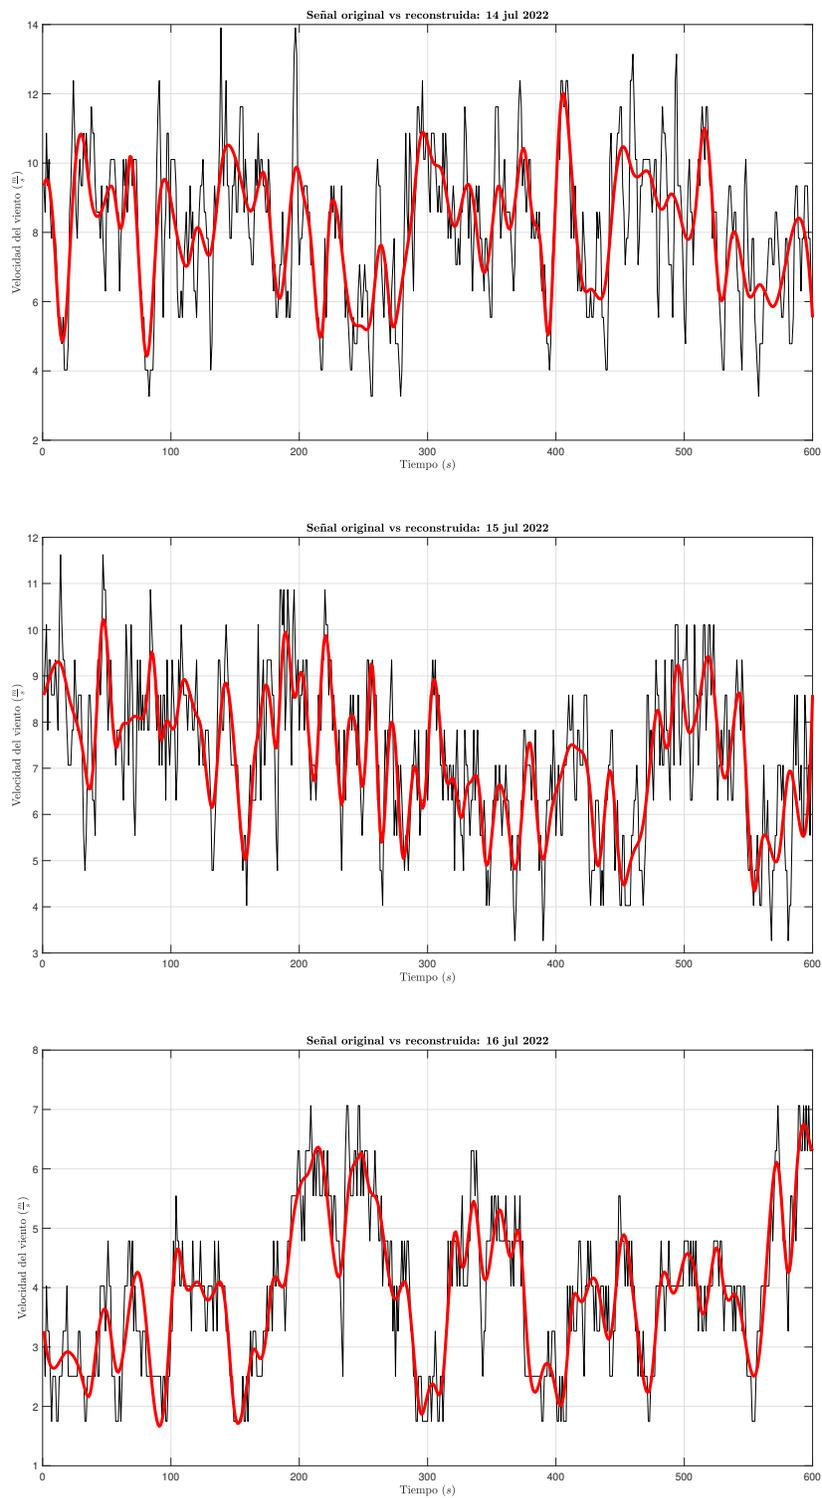 Señal original vs reconstruida: 14 jul 2022
14
12
10
8
6
4
2
Velocidad del viento (m/s)
0 100 200 300 400 500 600
Tiempo (s)
Señal original vs reconstruida: 15 jul 2022
12
11
10
9
8
7
6
5
4
3
Velocidad del viento (m/s)
0 100 200 300 400 500 600
Tiempo (s)
Señal original vs reconstruida: 16 jul 2022
8
7
6
5
4
3
2
1
Velocidad del viento (m/s)
0 100 200 300 400 500 600
Tiempo (s)